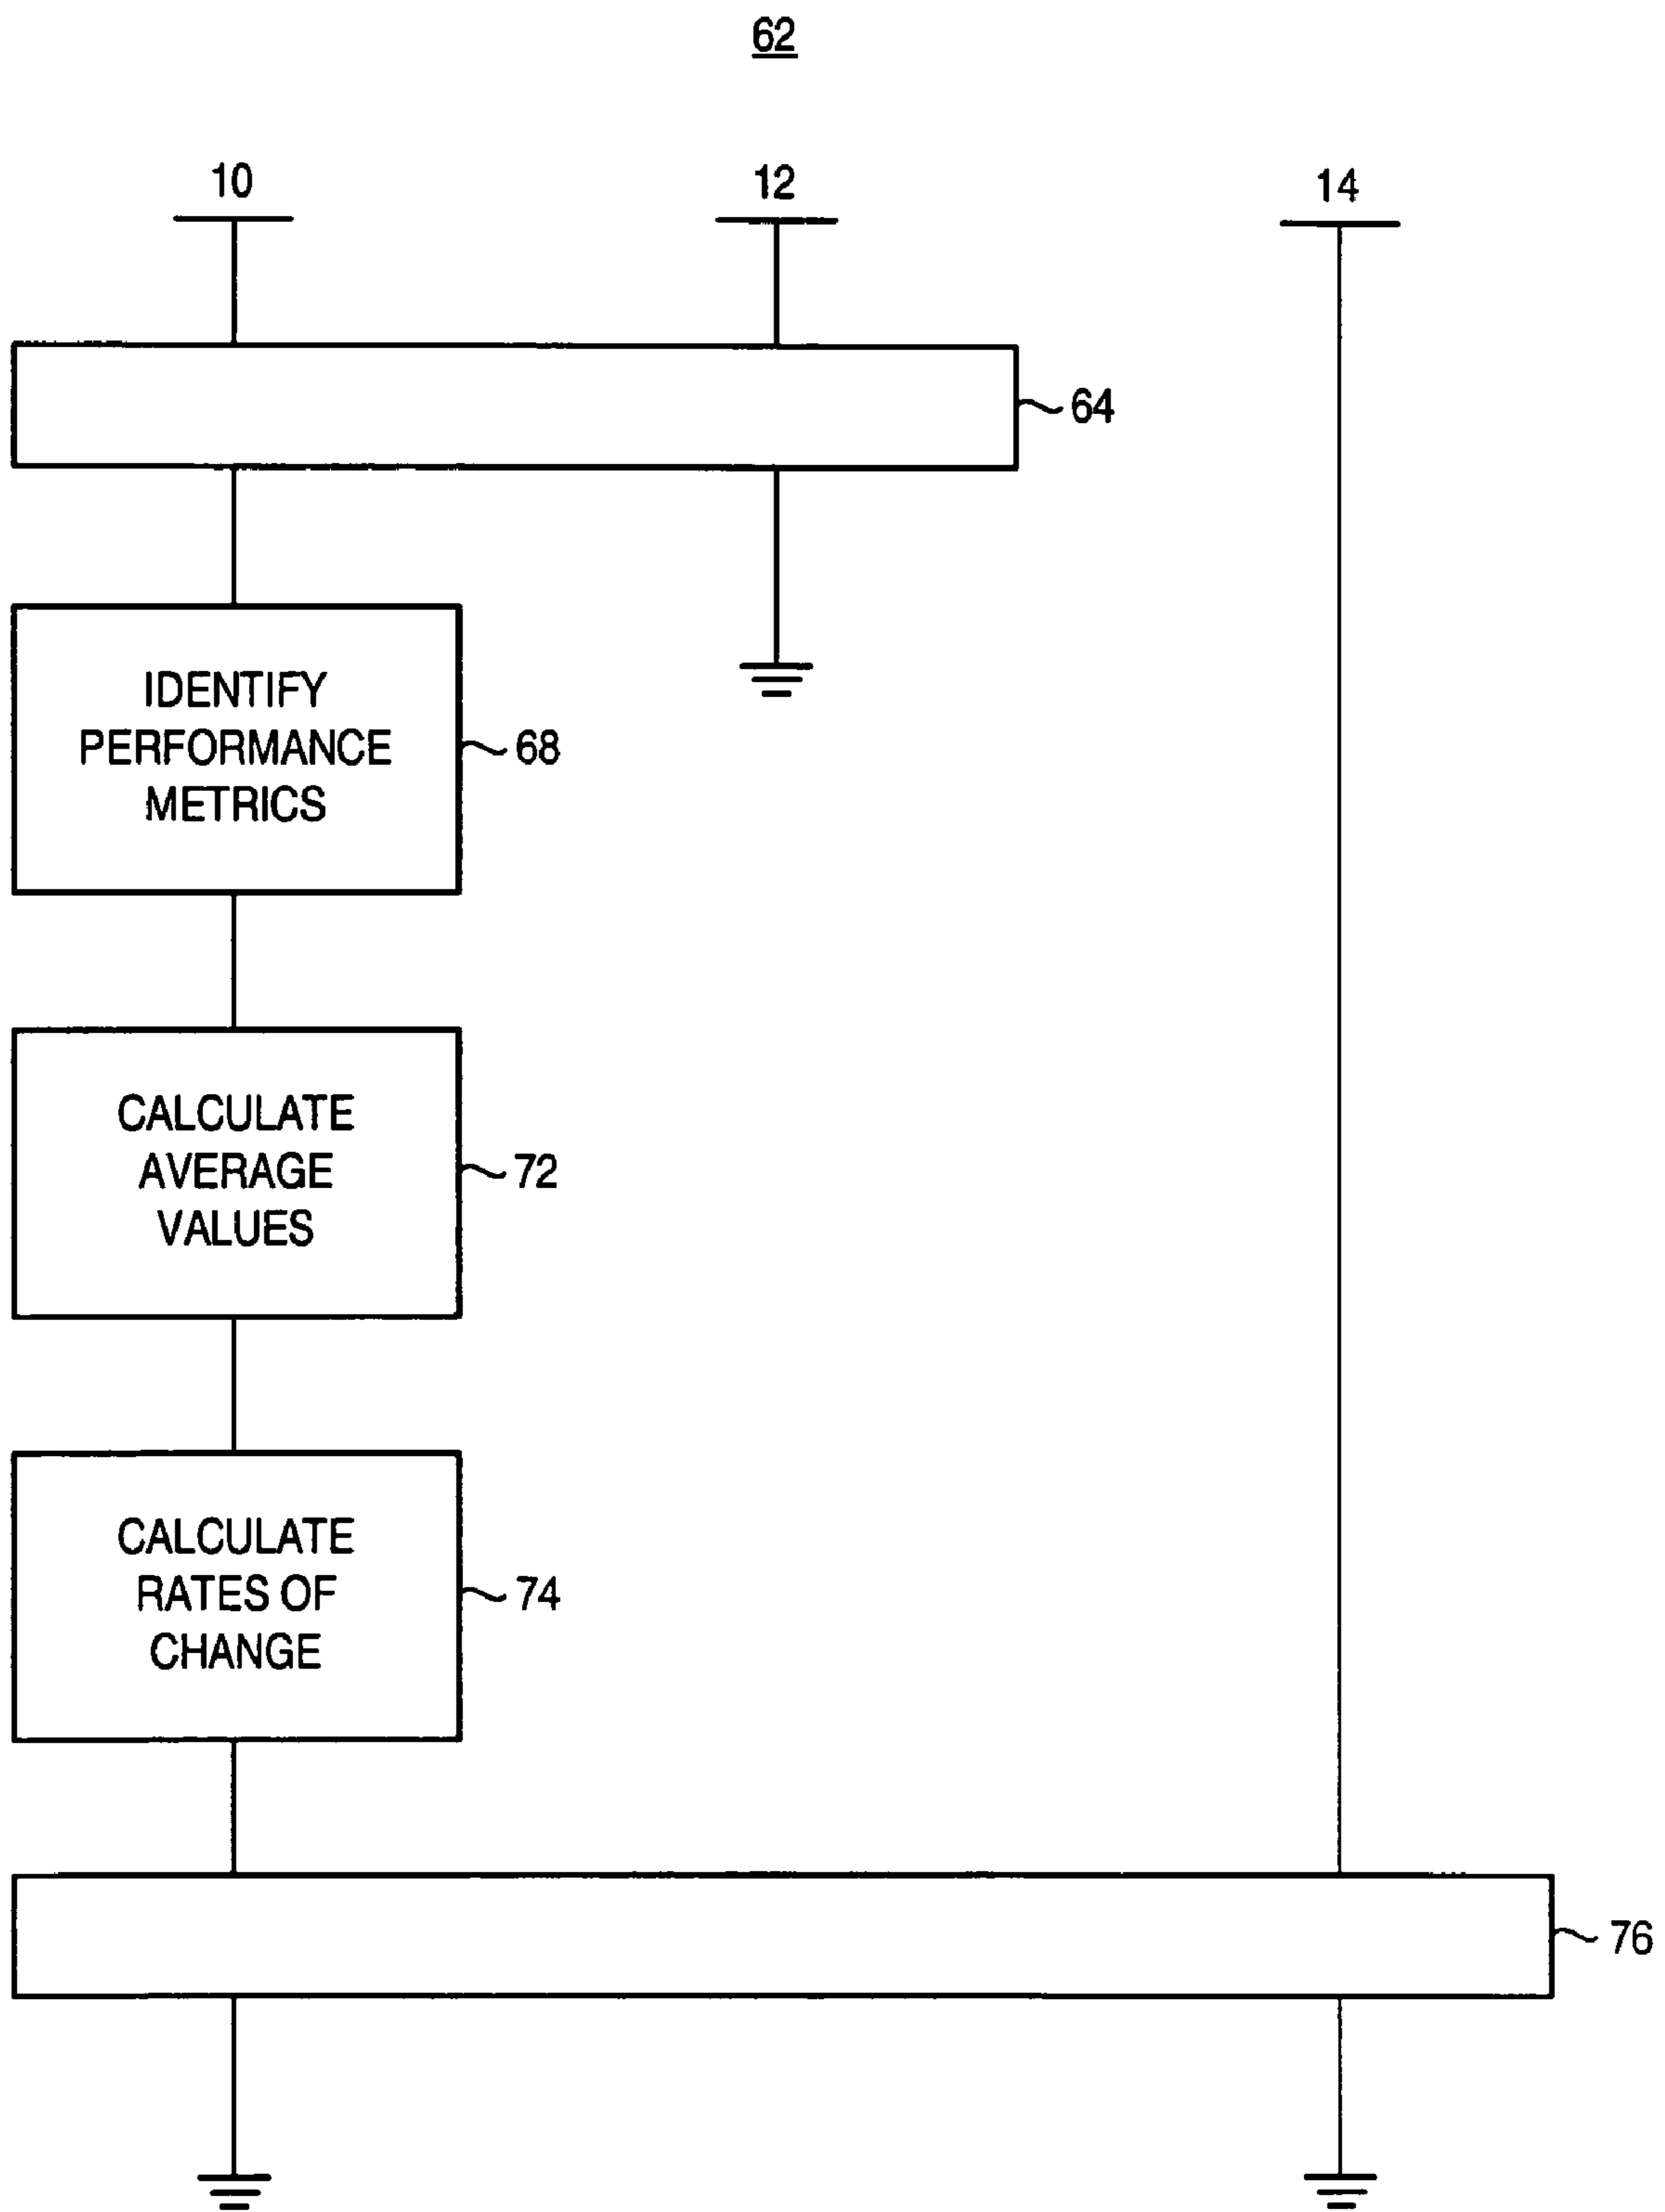 62
10
12
14
64
IDENTIFY
PERFORMANCE
METRICS
68
CALCULATE
AVERAGE
VALUES
72
CALCULATE
RATES OF
CHANGE
74
76